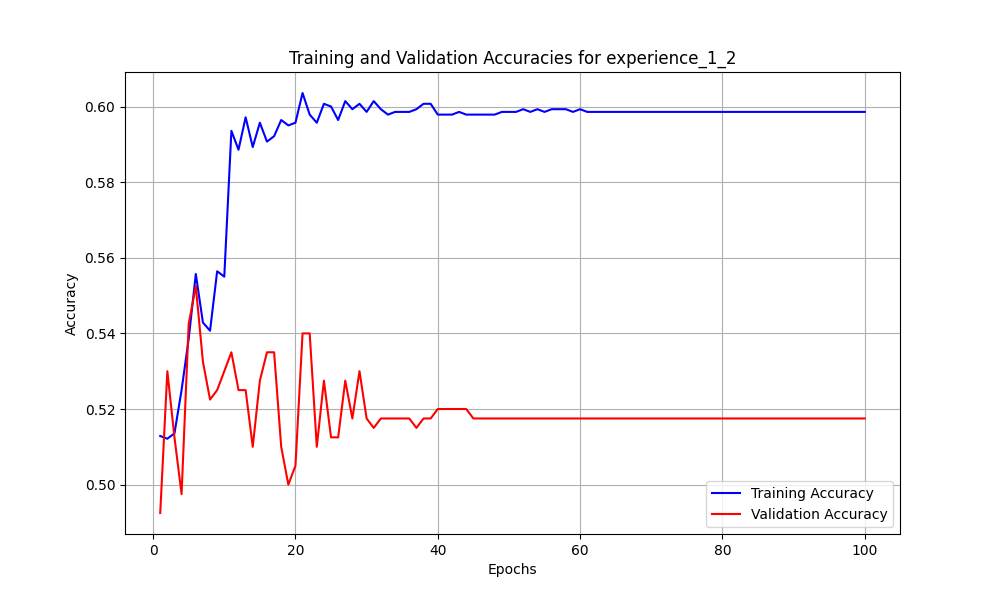 Training and Validation Accuracies for experience_1_2
Accuracy
0.60
0.58
0.56
0.54
0.52
0.50
0 20 40 60 80 100
Epochs
Training Accuracy
Validation Accuracy